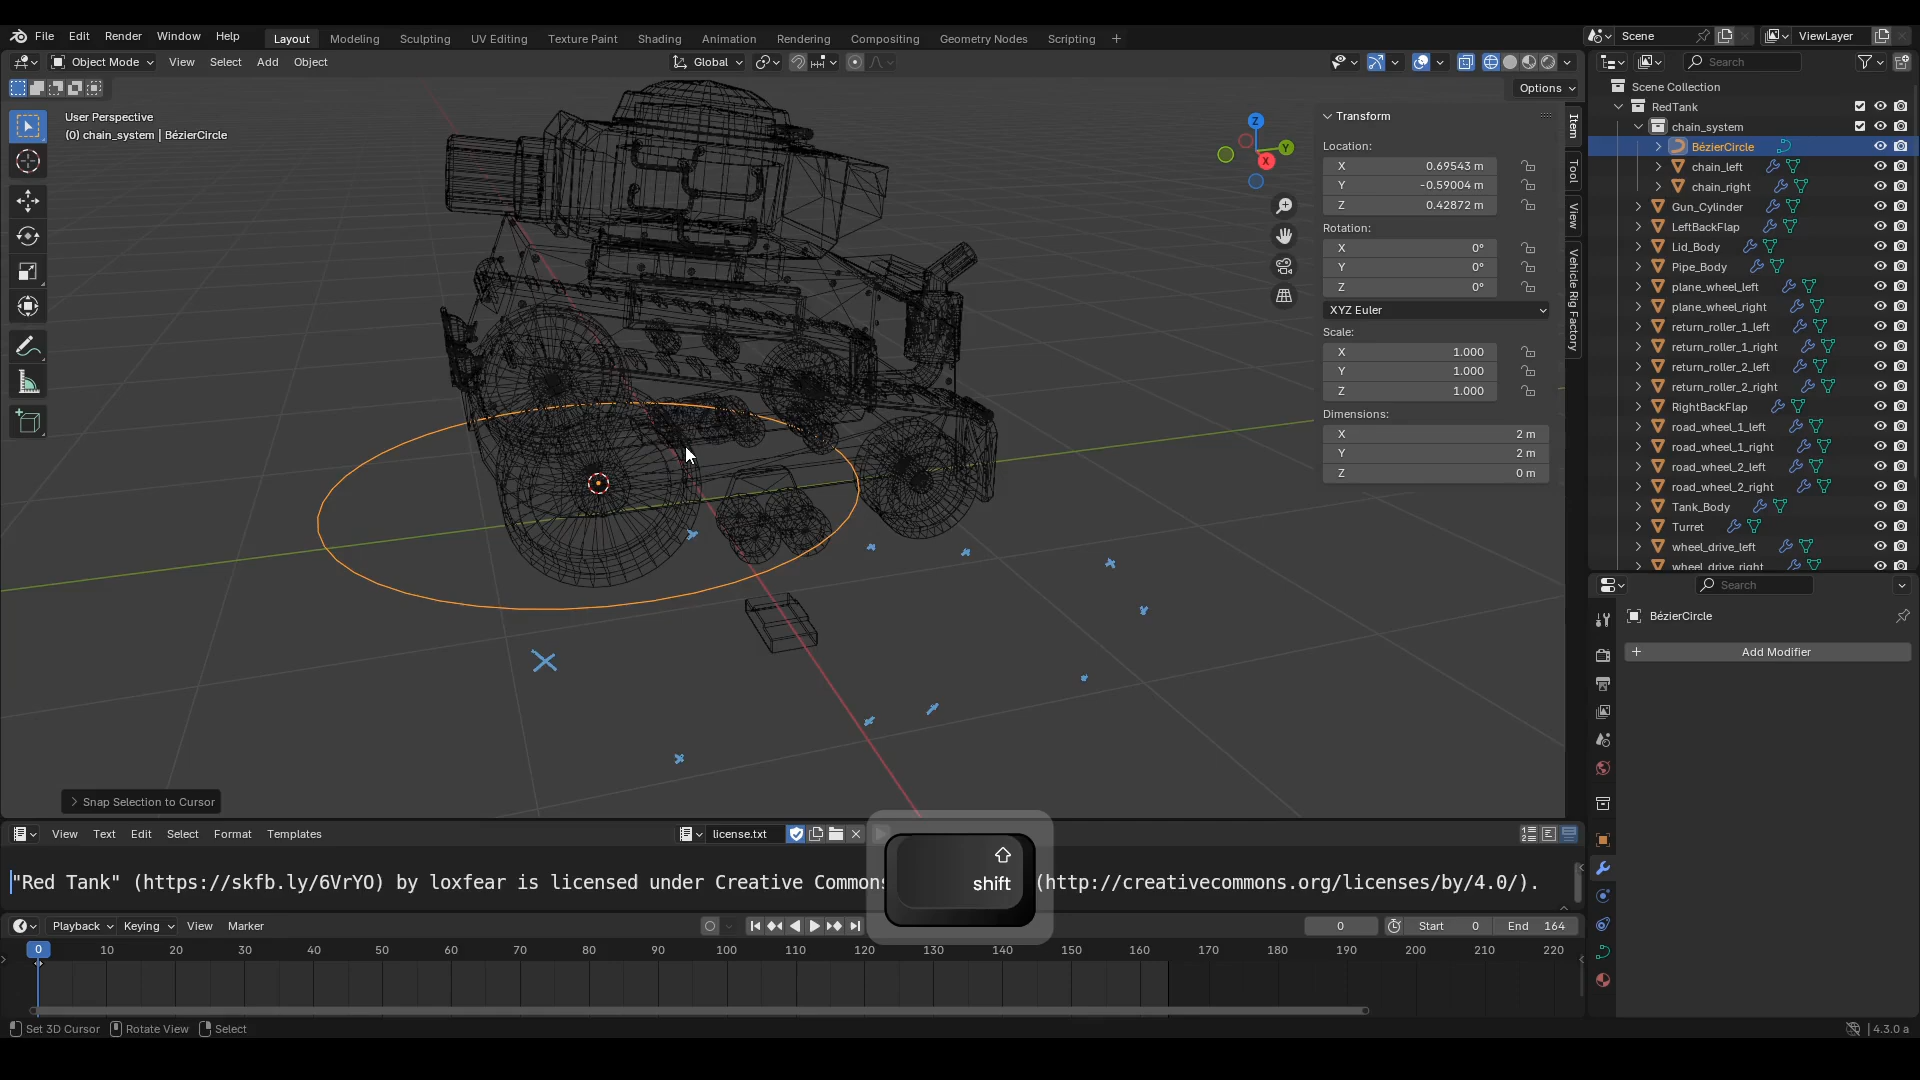 File Edit Render Window Help Layout Modeling Sculpting UV Editing Texture Paint Shading Animation Rendering Compositing Geometry Nodes Scripting + Scene ViewLayer
Object Mode View Select Add Object Global Search
Options
User Perspective
(0) chain_system | BézierCircle
Z
Y
X
Transform
Location:
X 0.69543 m
Y -0.59004 m
Z 0.42872 m
Rotation:
X 0°
Y 0°
Z 0°
XYZ Euler
Scale:
X 1.000
Y 1.000
Z 1.000
Dimensions:
X 2 m
Y 2 m
Z 0 m
Item
Tool
View
Vehicle Rig Factory
Scene Collection
RedTank
chain_system
BézierCircle
chain_left
chain_right
Gun_Cylinder
LeftBackFlap
Lid_Body
Pipe_Body
plane_wheel_left
plane_wheel_right
return_roller_1_left
return_roller_1_right
return_roller_2_left
return_roller_2_right
RightBackFlap
road_wheel_1_left
road_wheel_1_right
road_wheel_2_left
road_wheel_2_right
Tank_Body
Turret
wheel_drive_left
wheel_drive_right
Search
BézierCircle
+ Add Modifier
Snap Selection to Cursor
View Text Edit Select Format Templates license.txt
"Red Tank" (https://skfb.ly/6VrYO) by loxfear is licensed under Creative Commons (http://creativecommons.org/licenses/by/4.0/).
shift
Playback Keying View Marker 0 Start 0 End 164
0 10 20 30 40 50 60 70 80 90 100 110 120 130 140 150 160 170 180 190 200 210 220
Set 3D Cursor Rotate View Select 4.3.0 a